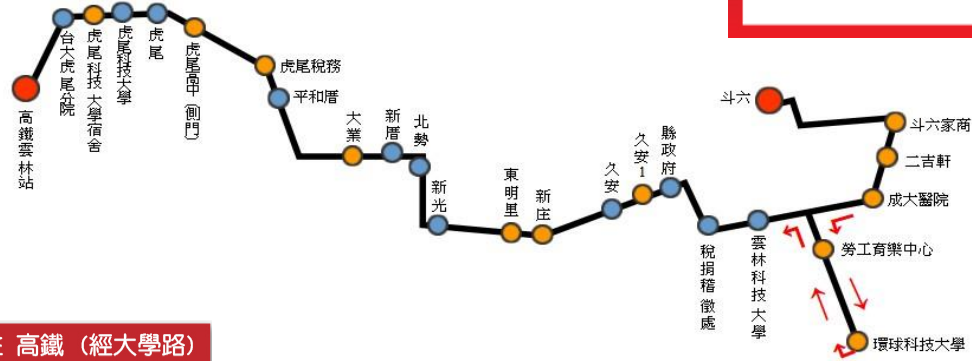 高鐵雲林站
台大虎尾分院
虎尾科技大學宿舍
虎尾科技大學
虎尾
虎尾高中(側門)
虎尾稅務
平和厝
大業
新厝
北勢
新光
東明里
新庄
久安
久安1
縣政府
稅捐稽徵處
雲林科技大學
斗六
斗六家商
二吉軒
成大醫院
勞工育樂中心
環球科技大學
高鐵(經大學路)